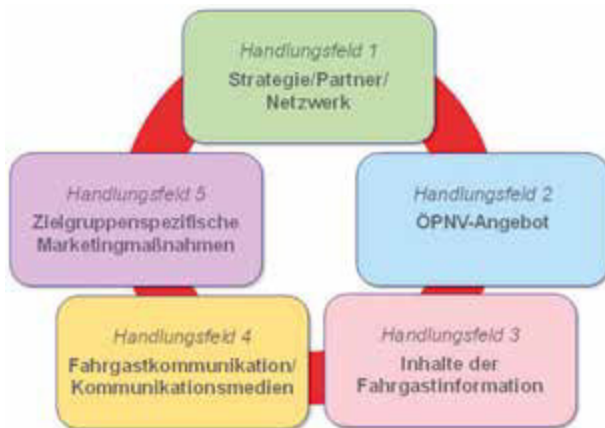 Handlungsfeld 1
Strategie/Partner/
Netzwerk
Handlungsfeld 2
ÖPNV-Angebot
Handlungsfeld 3
Inhalte der
Fahrgastinformation
Handlungsfeld 4
Fahrgastkommunikation/
Kommunikationsmedien
Handlungsfeld 5
Zielgruppenspezifische
Marketingmaßnahmen